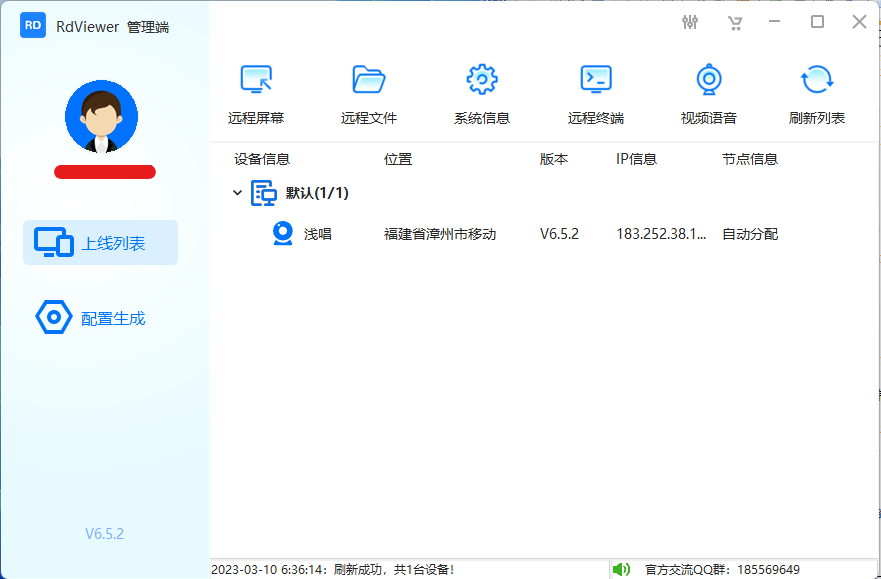 RD RdViewer 管理端
远程屏幕 远程文件 系统信息 远程终端 视频语音 刷新列表
设备信息 位置 版本 IP信息 节点信息
默认(1/1)
浅唱 福建省漳州市移动 V6.5.2 183.252.38.1... 自动分配
上线列表
配置生成
V6.5.2
2023-03-10 6:36:14：刷新成功，共1台设备！ 官方交流QQ群：185569649